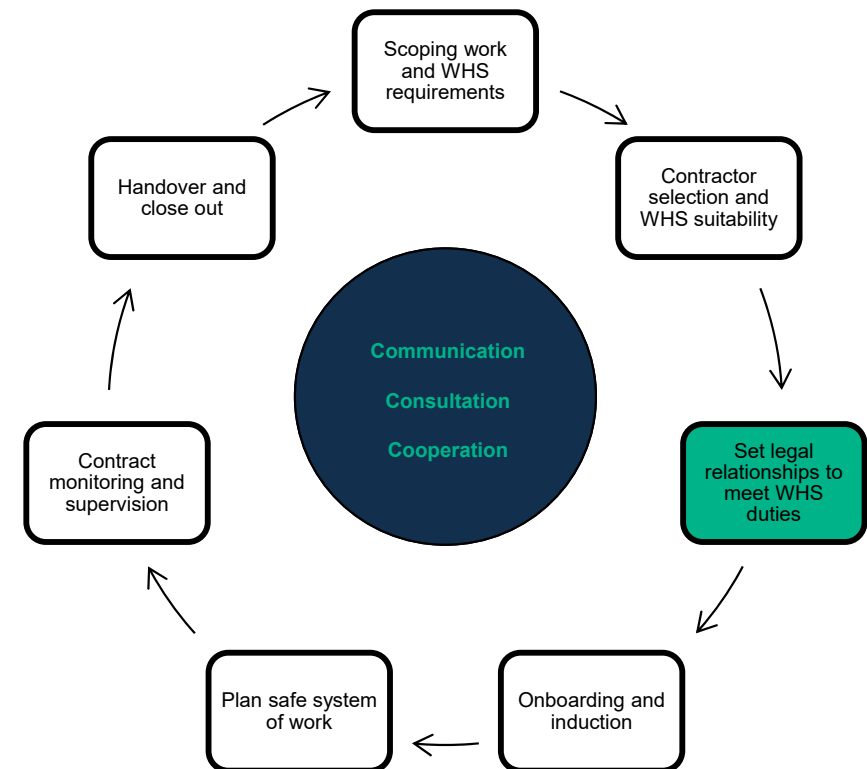 Scoping work
and WHS
requirements
Contractor
selection and
WHS suitability
Set legal
relationships to
meet WHS
duties
Onboarding and
induction
Plan safe system
of work
Contract
monitoring and
supervision
Handover and
close out
Communication
Consultation
Cooperation